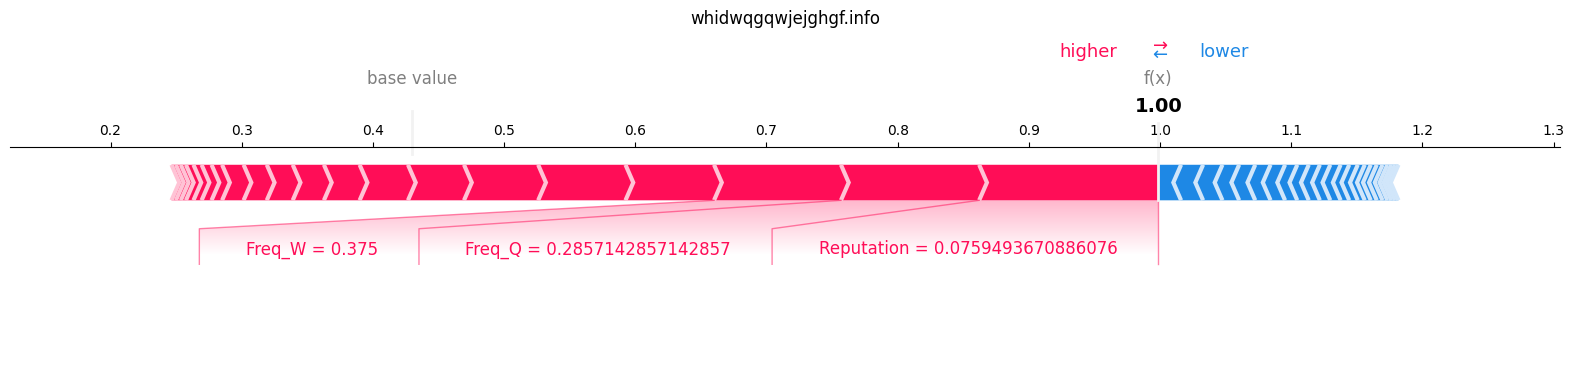 whidwqgqwjejghgf.info
higher → ← lower
base value f(x)
1.00
0.2 0.3 0.4 0.5 0.6 0.7 0.8 0.9 1.0 1.1 1.2 1.3
Freq_W = 0.375 Freq_Q = 0.2857142857142857 Reputation = 0.0759493670886076